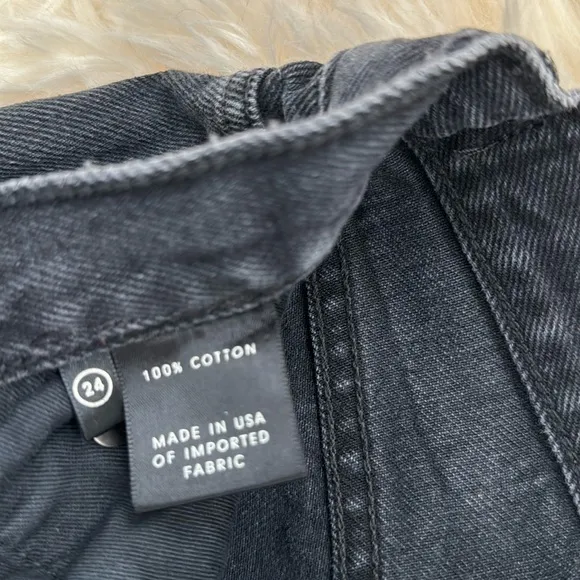 24
100% COTTON
MADE IN USA
OF IMPORTED
FABRIC